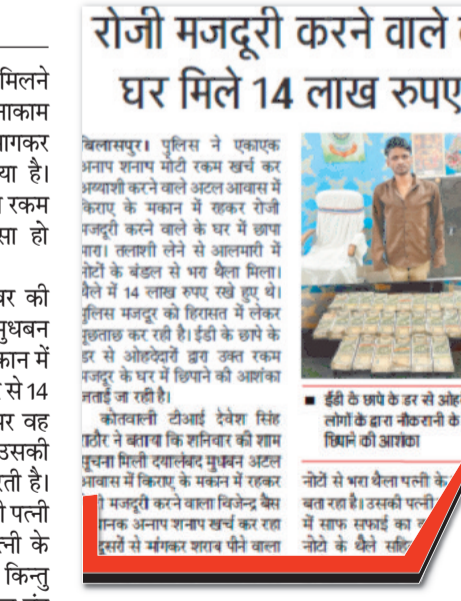 मिलने
नाकाम
भागकर
या है।
रकम
सा हो
र की
मुधबन
कान में
से 14
पर वह
उसकी
ती है।
पत्नी
नी के
किन्तु
रोजी मजदूरी करने वाले
घर मिले 14 लाख रुपए
बिलासपुर। पुलिस ने एकाएक
अनाप शनाप मोटी रकम खर्च कर
अय्याशी करने वाले अटल आवास में
किराए के मकान में रहकर रोजी
मजदूरी करने वाले के घर में छापा
मारा। तलाशी लेने से आलमारी में
नोटों के बंडल से भरा थैला मिला।
थैले में 14 लाख रुपए रखे हुए थे।
पुलिस मजदूर को हिरासत में लेकर
पूछताछ कर रही है। ईडी के छापे के
डर से ओहदेदारों द्वारा उक्त रकम
मजदूर के घर में छिपाने की आशंका
जताई जा रही है।
कोतवाली टीआई देवेश सिंह
राठौर ने बताया कि शनिवार की शाम
सूचना मिली दयालबंद मुधबन अटल
आवास में किराए के मकान में रहकर
मजदूरी करने वाला विजेन्द्र बैस
अनाप शनाप खर्च कर रहा
दूसरों से मांगकर शराब पीने वाला
ईडी के छापे के डर से ओह
लोगों के द्वारा नौकरानी के
छिपाने की आशंका
नोटों से भरा थैला पत्नी के
बता रहा है। उसकी पत्नी
में साफ सफाई का
नोटो के थैले सहि